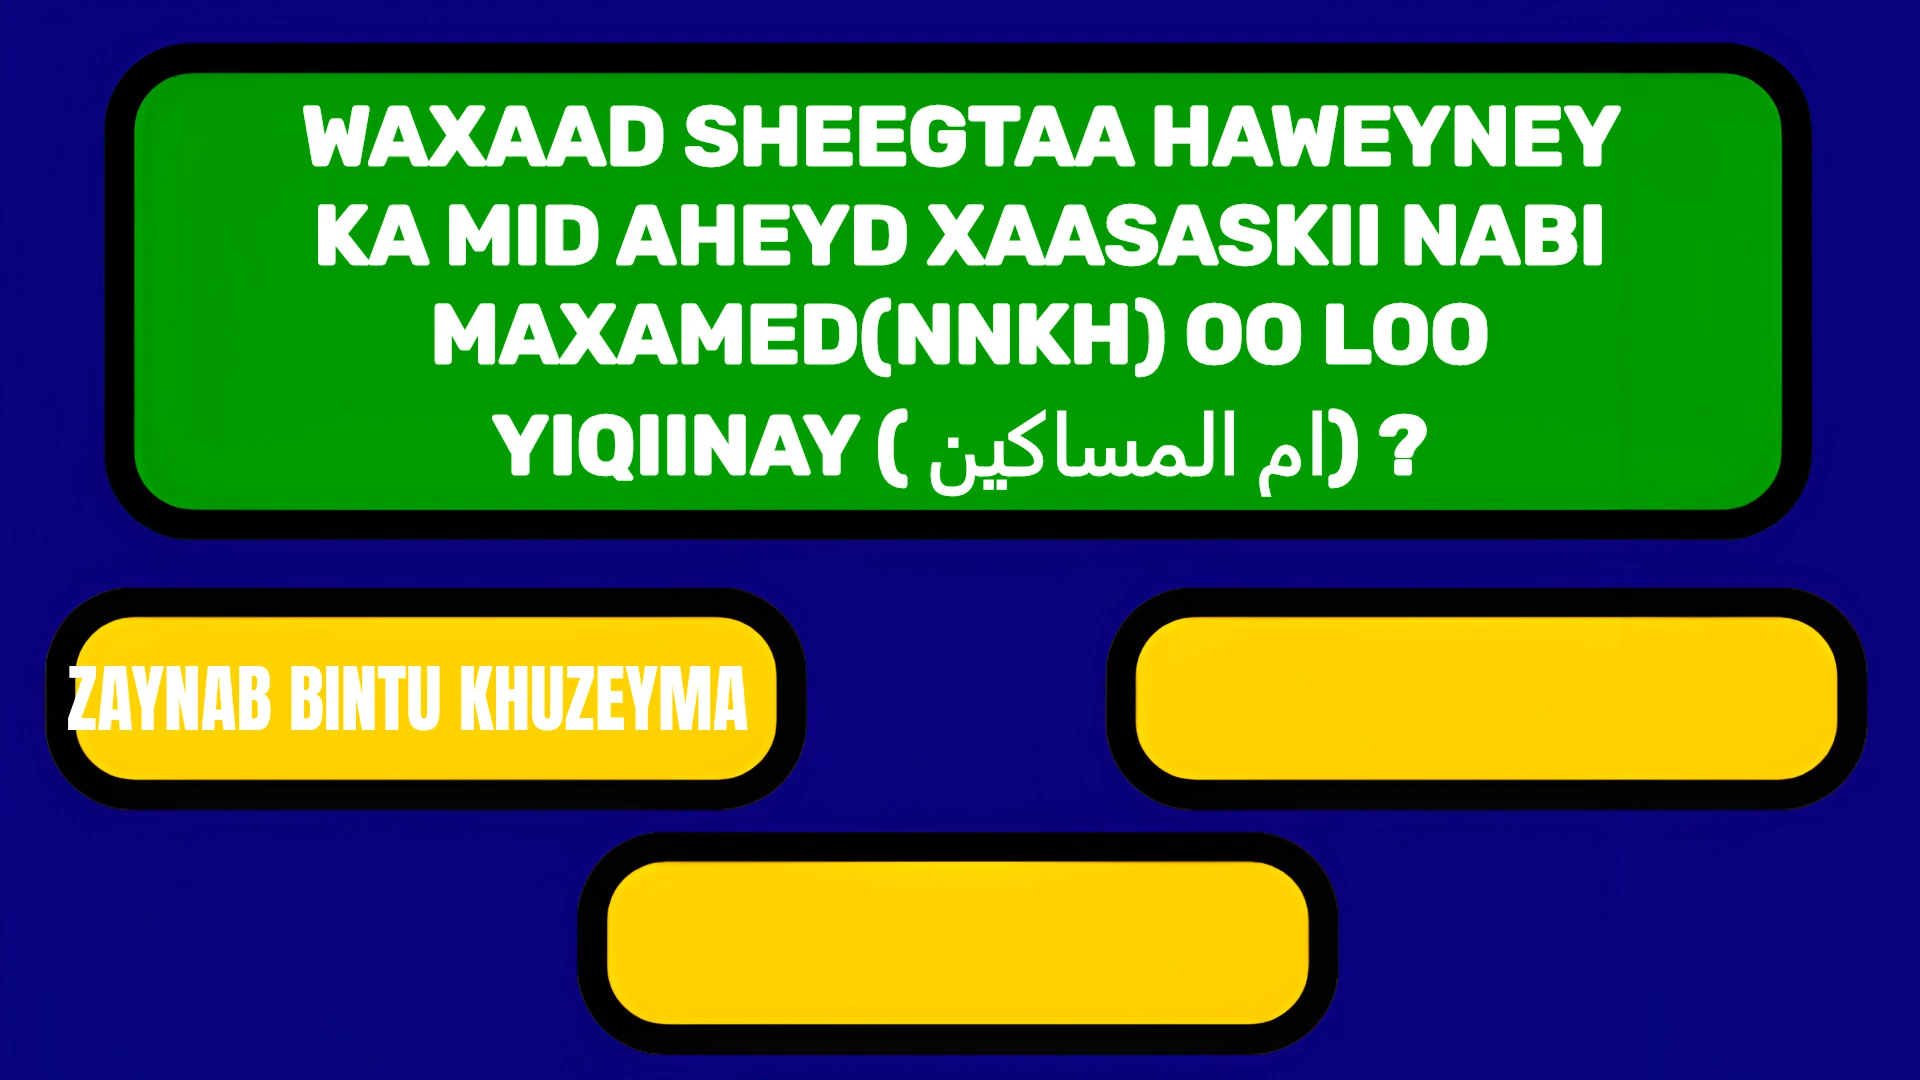 WAXAAD SHEEGTAA HAWEYNEY
KA MID AHEYD XAASASKII NABI
MAXAMED(NNKH) OO LOO
YIQIINAY ( ام المساكين) ?
ZAYNAB BINTU KHUZEYMA